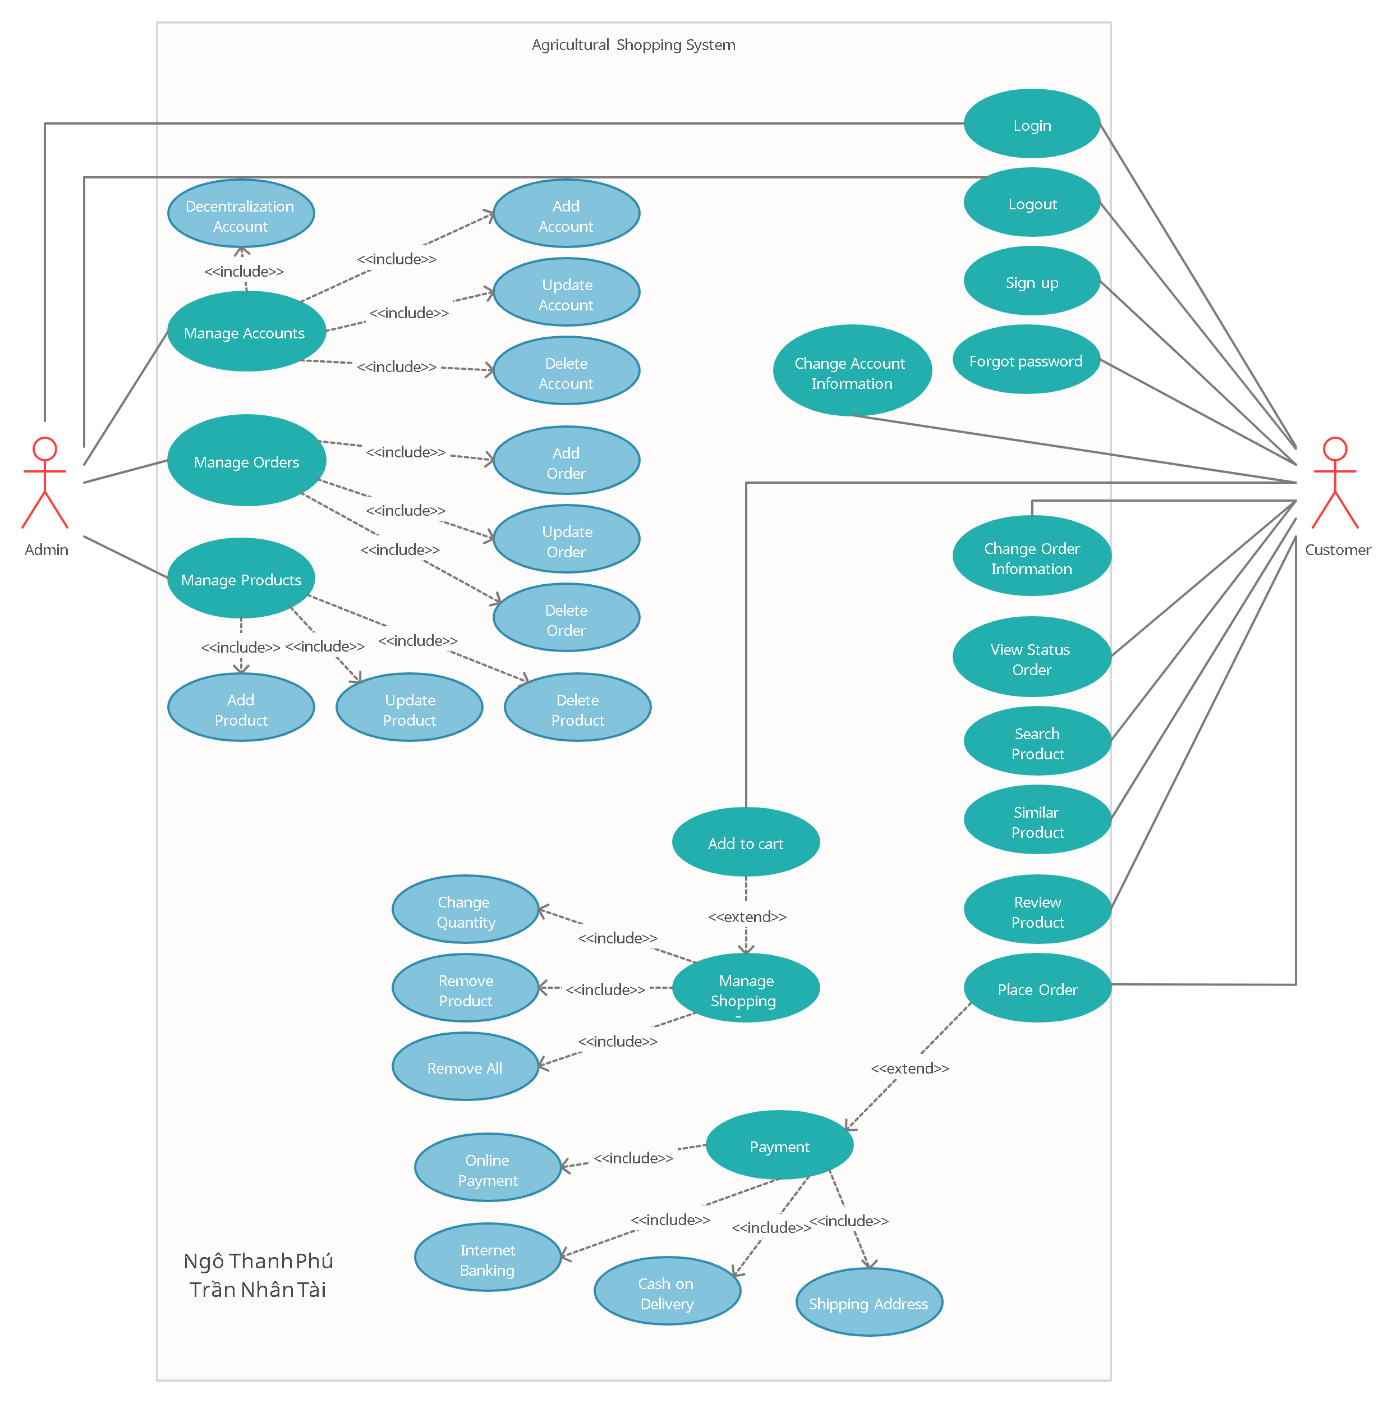 Agricultural Shopping System
Login
Logout
Decentralization
Account
Add
Account
<<include>>
<<include>>
Sign up
Update
Account
<<include>>
Manage Accounts
Delete
Account
<<include>>
Change Account
Information
Forgot password
Manage Orders
<<include>>
Add
Order
<<include>>
Update
Order
<<include>>
Admin
Customer
Change Order
Information
Manage Products
Delete
Order
<<include>>
<<include>>
<<include>>
View Status
Order
Add
Product
Update
Product
Delete
Product
Search
Product
Similar
Product
Add to cart
Change
Quantity
<<extend>>
Review
Product
<<include>>
Remove
Product
<<include>>
Manage
Shopping
Place Order
<<include>>
Remove All
<<extend>>
Payment
Online
Payment
<<include>>
<<include>>
<<include>>
<<include>>
Internet
Banking
Cash on
Delivery
Shipping Address
Ngô Thanh Phú
Trần Nhân Tài